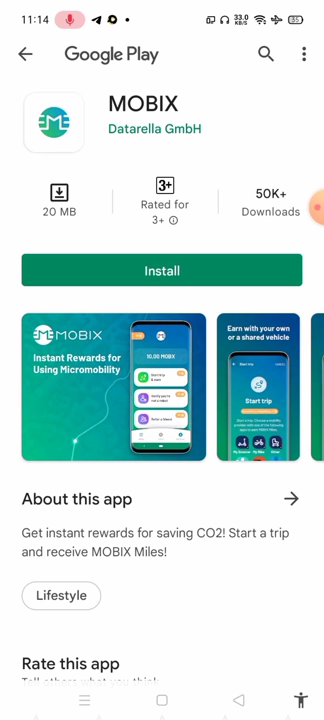 11:14
33.0
KB/S
85
Google Play
MOBIX
Datarella GmbH
20 MB
3+
Rated for
3+
50K+
Downloads
Install
MOBIX
Instant Rewards for
Using Micromobility
10,00 MOBIX
Earn with your own
or a shared vehicle
Start trip
About this app
Get instant rewards for saving CO2! Start a trip
and receive MOBIX Miles!
Lifestyle
Rate this app